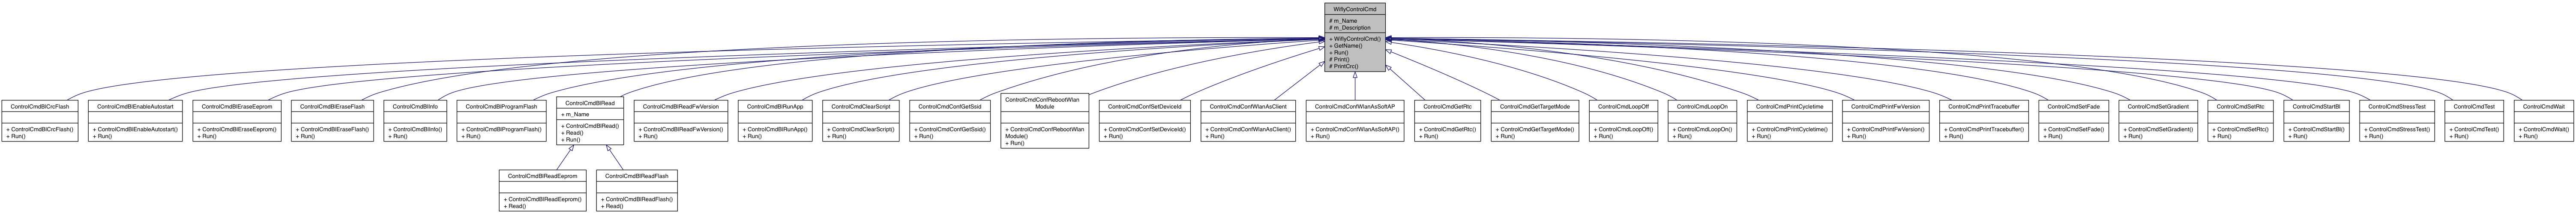 WiflyControlCmd
# m_Name
# m_Description
+ WiflyControlCmd()
+ GetName()
+ Run()
# Print()
# PrintCrc()
ControlCmdBlCrcFlash
+ ControlCmdBlCrcFlash()
+ Run()
ControlCmdBlEnableAutostart
+ ControlCmdBlEnableAutostart()
+ Run()
ControlCmdBlEraseEeprom
+ ControlCmdBlEraseEeprom()
+ Run()
ControlCmdBlEraseFlash
+ ControlCmdBlEraseFlash()
+ Run()
ControlCmdBlInfo
+ ControlCmdBlInfo()
+ Run()
ControlCmdBlProgramFlash
+ ControlCmdBlProgramFlash()
+ Run()
ControlCmdBlRead
+ m_Name
+ ControlCmdBlRead()
+ Read()
+ Run()
ControlCmdBlReadFwVersion
+ ControlCmdBlReadFwVersion()
+ Run()
ControlCmdBlRunApp
+ ControlCmdBlRunApp()
+ Run()
ControlCmdClearScript
+ ControlCmdClearScript()
+ Run()
ControlCmdConfGetSsid
+ ControlCmdConfGetSsid()
+ Run()
ControlCmdConfRebootWlan
Module
+ ControlCmdConfRebootWlan
Module()
+ Run()
ControlCmdConfSetDeviceId
+ ControlCmdConfSetDeviceId()
+ Run()
ControlCmdConfWlanAsClient
+ ControlCmdConfWlanAsClient()
+ Run()
ControlCmdConfWlanAsSoftAP
+ ControlCmdConfWlanAsSoftAP()
+ Run()
ControlCmdGetRtc
+ ControlCmdGetRtc()
+ Run()
ControlCmdGetTargetMode
+ ControlCmdGetTargetMode()
+ Run()
ControlCmdLoopOff
+ ControlCmdLoopOff()
+ Run()
ControlCmdLoopOn
+ ControlCmdLoopOn()
+ Run()
ControlCmdPrintCycletime
+ ControlCmdPrintCycletime()
+ Run()
ControlCmdPrintFwVersion
+ ControlCmdPrintFwVersion()
+ Run()
ControlCmdPrintTracebuffer
+ ControlCmdPrintTracebuffer()
+ Run()
ControlCmdSetFade
+ ControlCmdSetFade()
+ Run()
ControlCmdSetGradient
+ ControlCmdSetGradient()
+ Run()
ControlCmdSetRtc
+ ControlCmdSetRtc()
+ Run()
ControlCmdStartBl
+ ControlCmdStartBl()
+ Run()
ControlCmdStressTest
+ ControlCmdStressTest()
+ Run()
ControlCmdTest
+ ControlCmdTest()
+ Run()
ControlCmdWait
+ ControlCmdWait()
+ Run()
ControlCmdBlReadEeprom
+ ControlCmdBlReadEeprom()
+ Read()
ControlCmdBlReadFlash
+ ControlCmdBlReadFlash()
+ Read()